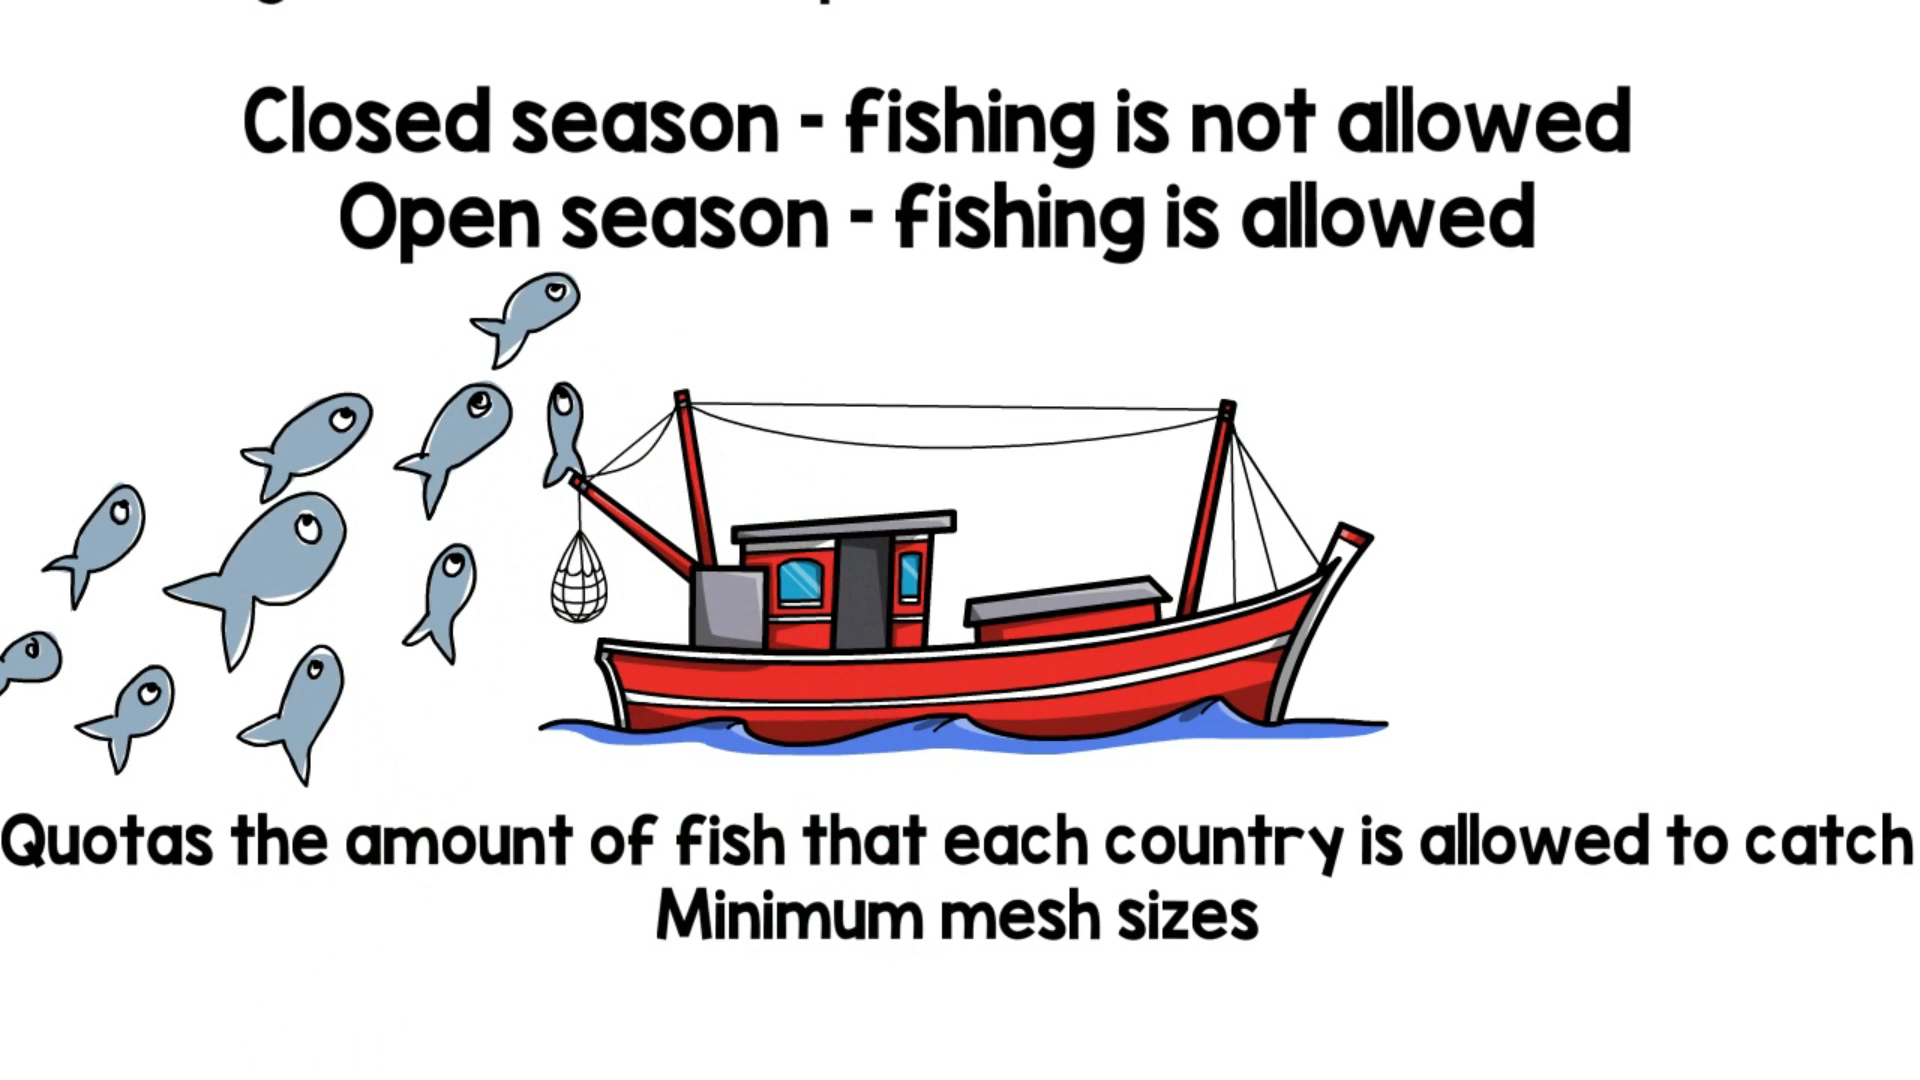 Closed season - fishing is not allowed
Open season - fishing is allowed
Quotas the amount of fish that each country is allowed to catch
Minimum mesh sizes